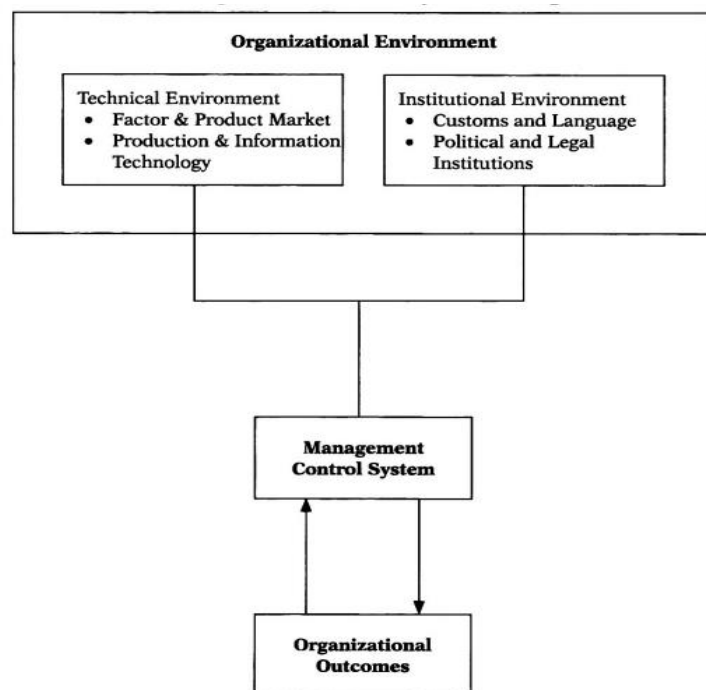 Organizational Environment
Technical Environment
• Factor & Product Market
• Production & Information
Technology
Institutional Environment
• Customs and Language
• Political and Legal
Institutions
Management
Control System
Organizational
Outcomes